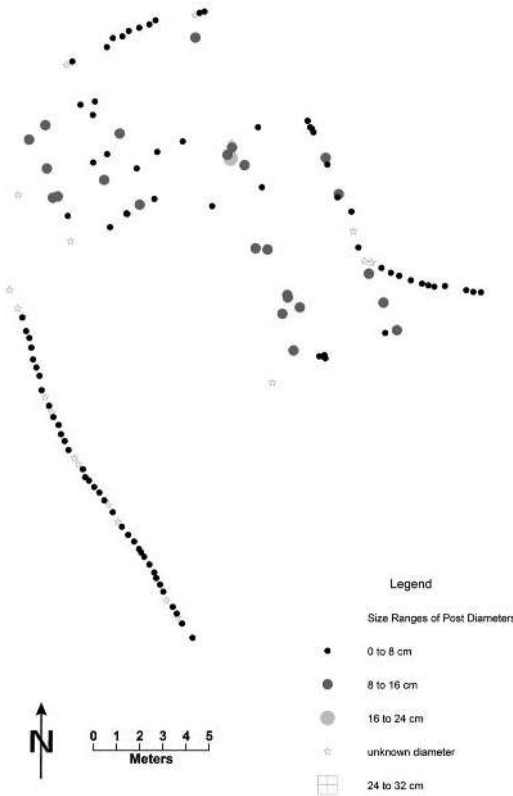 Legend
Size Ranges of Post Diameters
0 to 8 cm
8 to 16 cm
16 to 24 cm
unknown diameter
24 to 32 cm
N
0 1 2 3 4 5
Meters